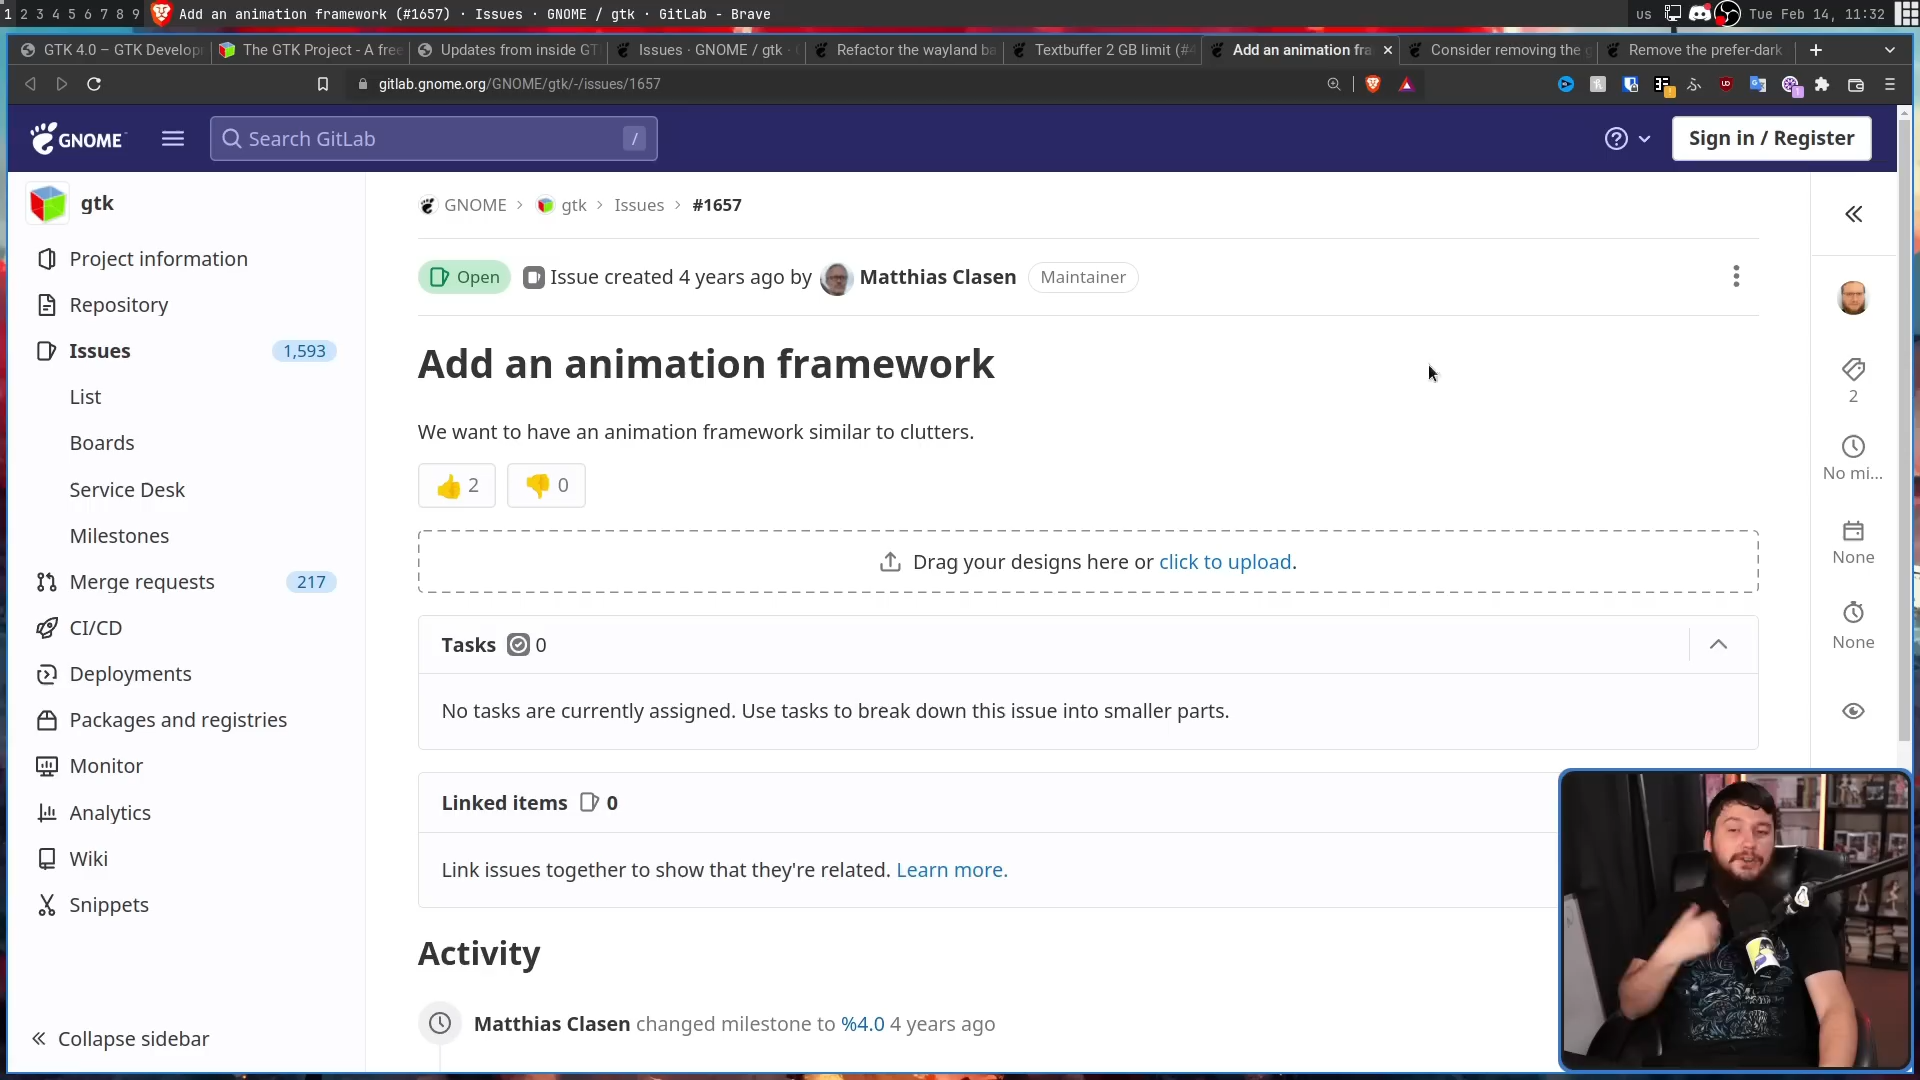 1 2 3 4 5 6 7 8 9 Add an animation framework (#1657) · Issues · GNOME / gtk · GitLab - Brave us Tue Feb 14, 11:32
GTK 4.0 – GTK Develop The GTK Project - A free Updates from inside GT Issues · GNOME / gtk · Refactor the wayland ba Textbuffer 2 GB limit (#4 Add an animation fra Consider removing the g Remove the prefer-dark
gitlab.gnome.org/GNOME/gtk/-/issues/1657
GNOME Search GitLab / Sign in / Register
gtk
Project information
Repository
Issues 1,593
List
Boards
Service Desk
Milestones
Merge requests 217
CI/CD
Deployments
Packages and registries
Monitor
Analytics
Wiki
Snippets
Collapse sidebar
GNOME > gtk > Issues > #1657
Open Issue created 4 years ago by Matthias Clasen Maintainer
Add an animation framework
We want to have an animation framework similar to clutters.
👍 2 👎 0
Drag your designs here or click to upload.
Tasks 0
No tasks are currently assigned. Use tasks to break down this issue into smaller parts.
Linked items 0
Link issues together to show that they're related. Learn more.
Activity
Matthias Clasen changed milestone to %4.0 4 years ago
2
No mi...
None
None